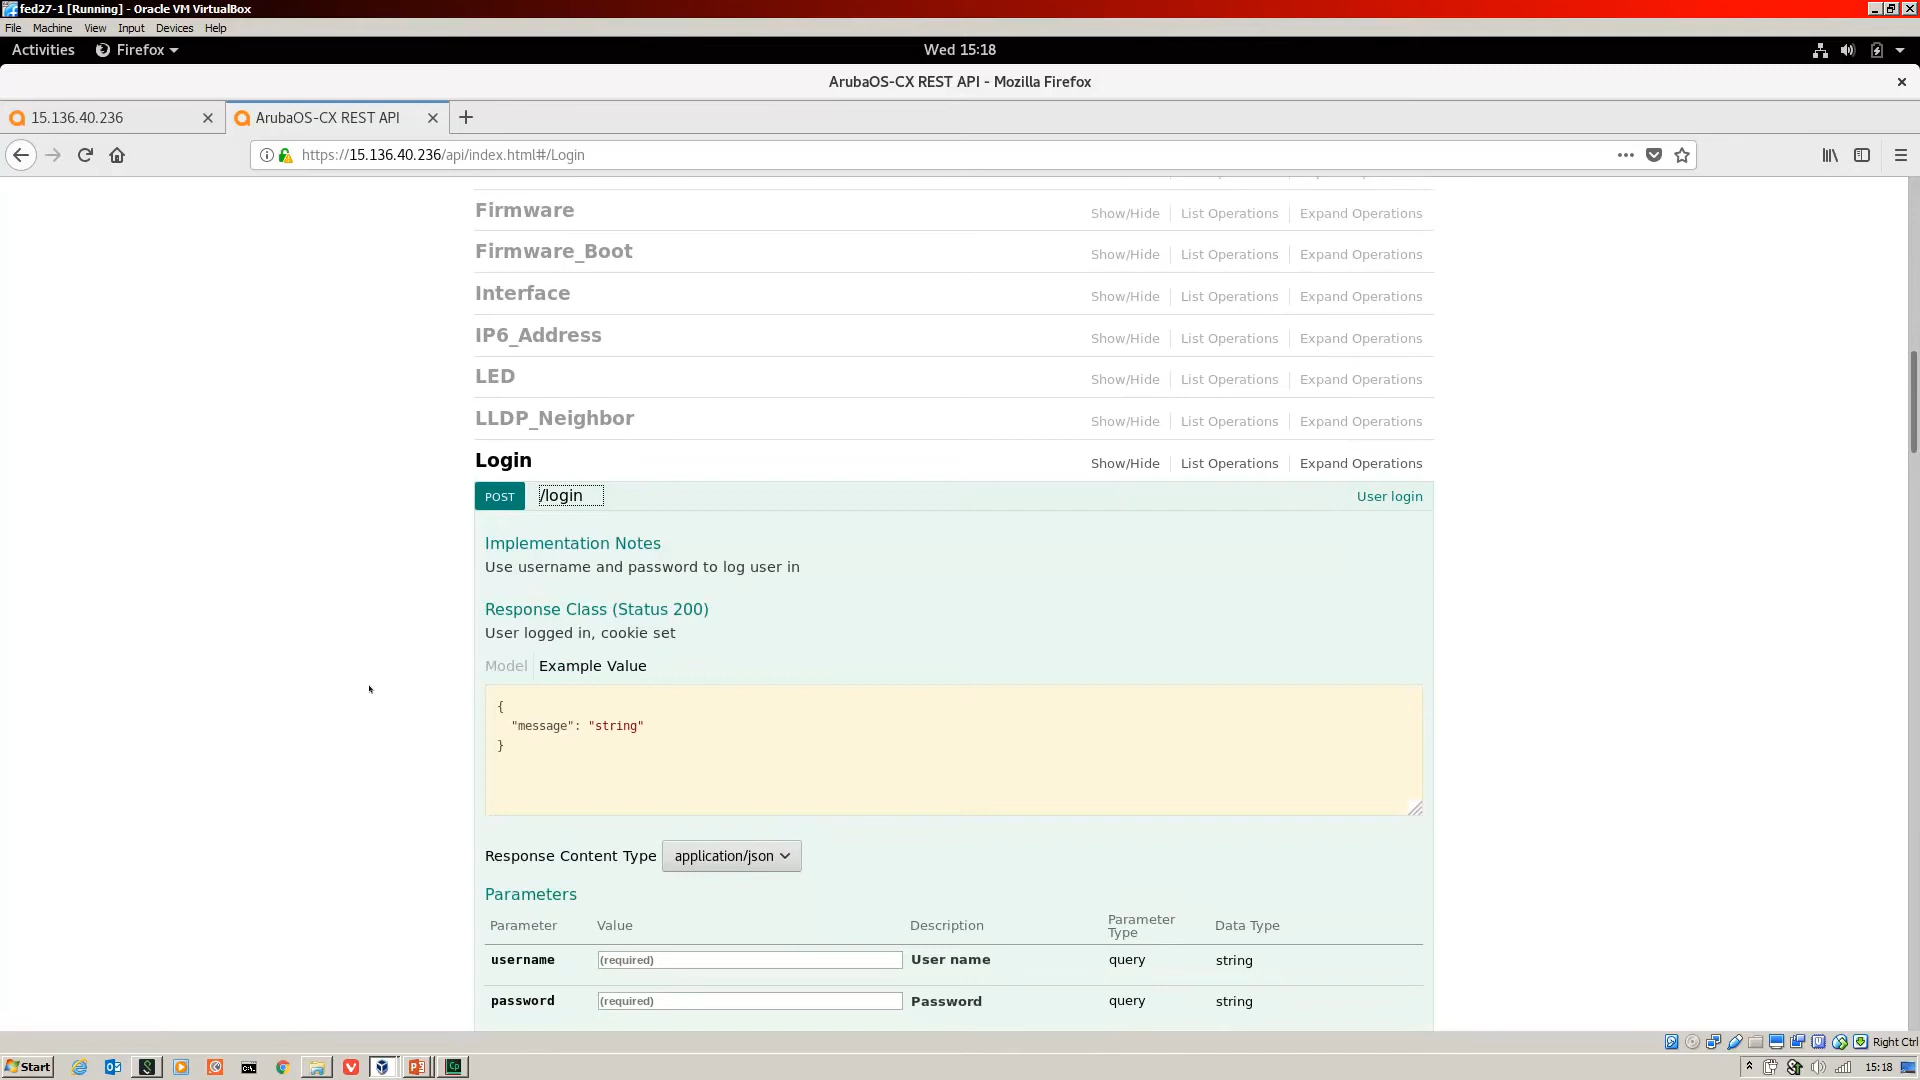 fed27-1 [Running] - Oracle VM VirtualBox
File Machine View Input Devices Help
Activities Firefox Wed 15:18
ArubaOS-CX REST API - Mozilla Firefox
15.136.40.236 ArubaOS-CX REST API
https://15.136.40.236/api/index.html#/Login
Firmware Show/Hide List Operations Expand Operations
Firmware_Boot Show/Hide List Operations Expand Operations
Interface Show/Hide List Operations Expand Operations
IP6_Address Show/Hide List Operations Expand Operations
LED Show/Hide List Operations Expand Operations
LLDP_Neighbor Show/Hide List Operations Expand Operations
Login Show/Hide List Operations Expand Operations
POST /login User login
Implementation Notes
Use username and password to log user in
Response Class (Status 200)
User logged in, cookie set
Model Example Value
{
"message": "string"
}
Response Content Type application/json
Parameters
Parameter Value Description Parameter Type Data Type
username (required) User name query string
password (required) Password query string
Right Ctrl
Start 15:18